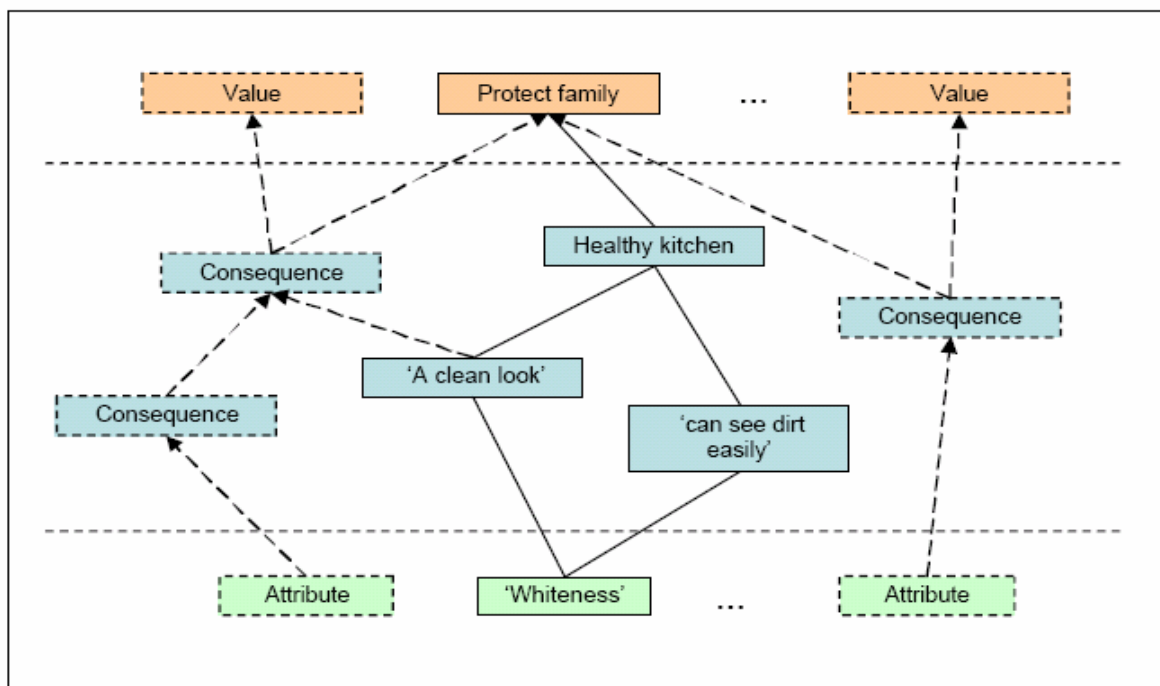 Value
Protect family
...
Value
Healthy kitchen
Consequence
Consequence
‘A clean look’
Consequence
‘can see dirt
easily’
Attribute
‘Whiteness’
...
Attribute